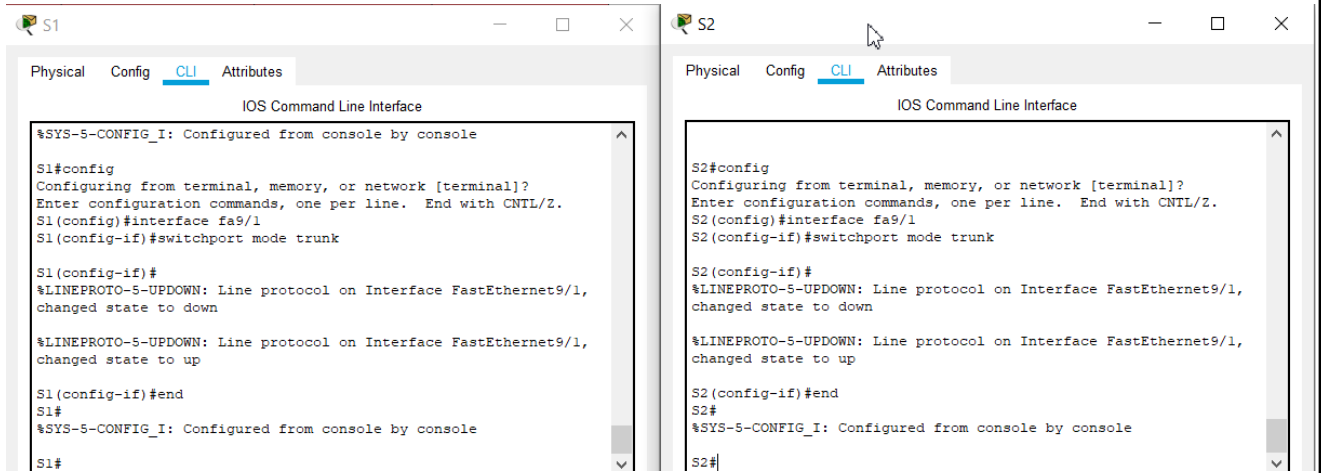 S1
Physical Config CLI Attributes
IOS Command Line Interface
%SYS-5-CONFIG_I: Configured from console by console
S1#config
Configuring from terminal, memory, or network [terminal]?
Enter configuration commands, one per line.  End with CNTL/Z.
S1(config)#interface fa9/1
S1(config-if)#switchport mode trunk
S1(config-if)#
%LINEPROTO-5-UPDOWN: Line protocol on Interface FastEthernet9/1,
changed state to down
%LINEPROTO-5-UPDOWN: Line protocol on Interface FastEthernet9/1,
changed state to up
S1(config-if)#end
S1#
%SYS-5-CONFIG_I: Configured from console by console
S1#
S2
Physical Config CLI Attributes
IOS Command Line Interface
S2#config
Configuring from terminal, memory, or network [terminal]?
Enter configuration commands, one per line.  End with CNTL/Z.
S2(config)#interface fa9/1
S2(config-if)#switchport mode trunk
S2(config-if)#
%LINEPROTO-5-UPDOWN: Line protocol on Interface FastEthernet9/1,
changed state to down
%LINEPROTO-5-UPDOWN: Line protocol on Interface FastEthernet9/1,
changed state to up
S2(config-if)#end
S2#
%SYS-5-CONFIG_I: Configured from console by console
S2#